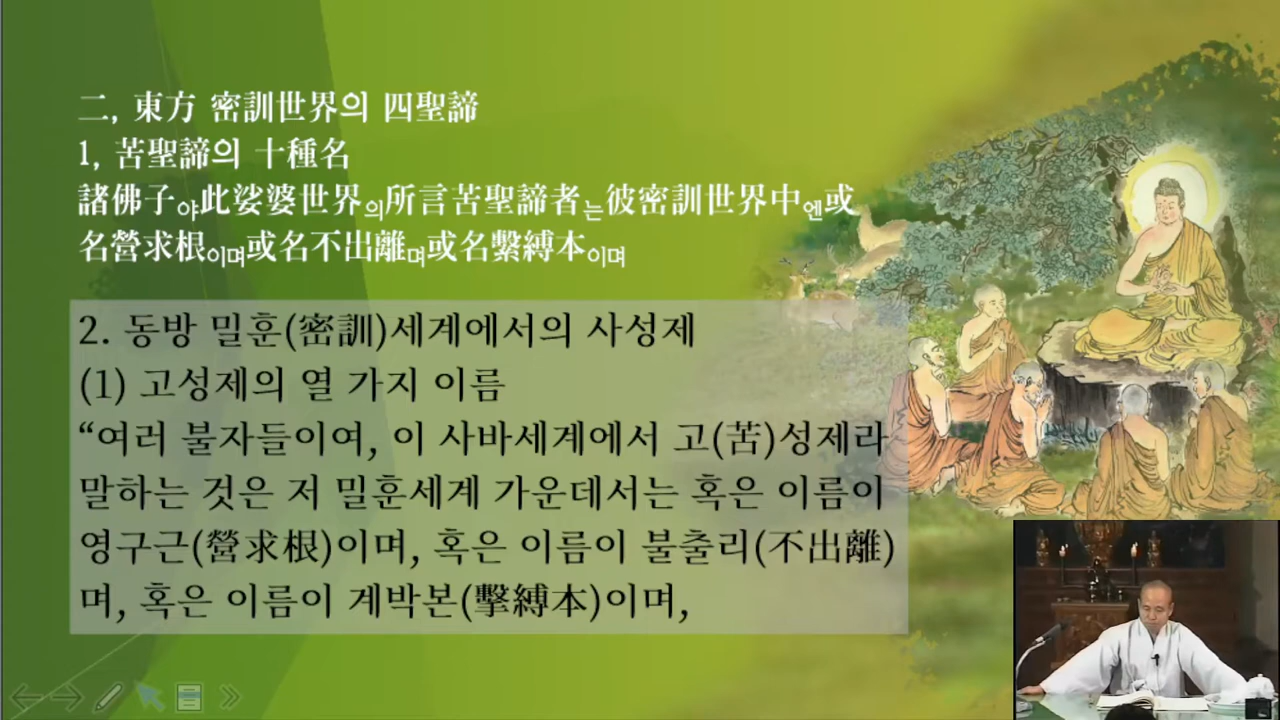 二, 東方 密訓世界의 四聖諦
1, 苦聖諦의 十種名
諸佛子야此娑婆世界의所言苦聖諦者는彼密訓世界中엔或
名營求根이며或名不出離며或名繫縛本이며
2. 동방 밀훈(密訓)세계에서의 사성제
(1) 고성제의 열 가지 이름
“여러 불자들이여, 이 사바세계에서 고(苦)성제라
말하는 것은 저 밀훈세계 가운데서는 혹은 이름이
영구근(營求根)이며, 혹은 이름이 불출리(不出離)
며, 혹은 이름이 계박본(擊縛本)이며,